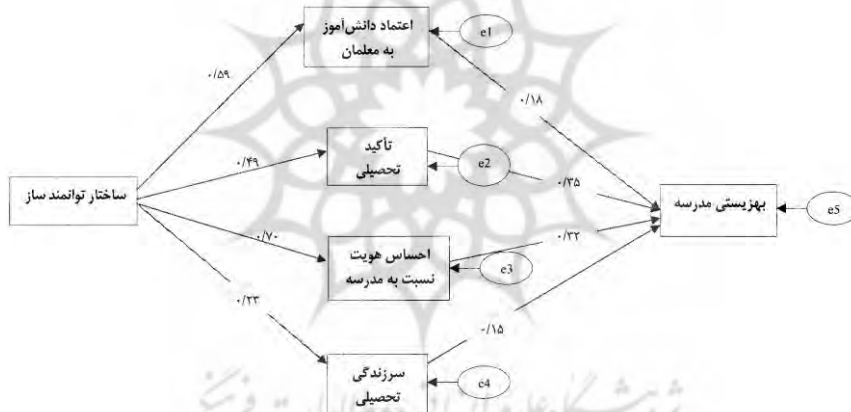 اعتماد دانش‌آموز
به معلمان
e1
۰/۵۹
۰/۱۸
تأکید
تحصیلی
e2
۰/۴۹
۰/۳۵
ساختار توانمند ساز
بهزیستی مدرسه
e5
۰/۷۰
احساس هویت
نسبت به مدرسه
e3
۰/۳۲
۰/۲۳
۰/۱۵
سرزندگی
تحصیلی
e4